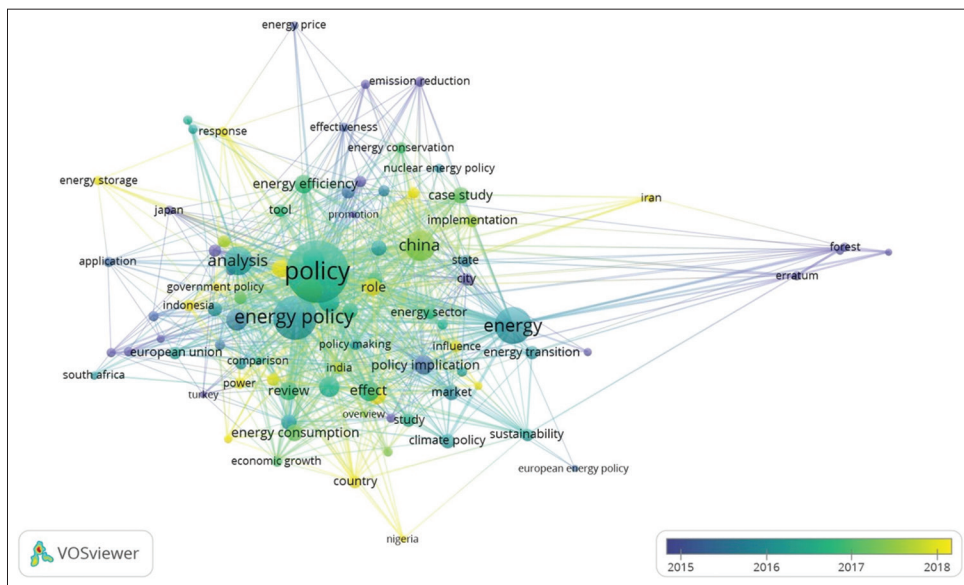 energy price
emission reduction
effectiveness
response
energy conservation
nuclear energy policy
energy storage
energy efficiency
case study
iran
japan
tool
promotion
implementation
china
forest
application
analysis
policy
state
city
erratum
government policy
role
indonesia
energy policy
energy sector
energy
european union
policy making
influence
energy transition
comparison
south africa
india
policy implication
power
turkey
review
effect
market
overview
study
energy consumption
climate policy
sustainability
economic growth
european energy policy
country
nigeria
VOSviewer
2015 2016 2017 2018